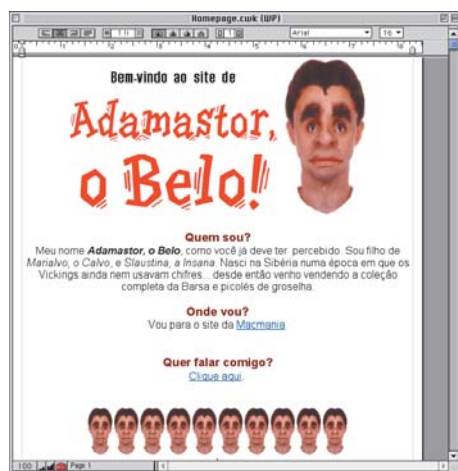 Homepage.cwk (WP)
Arial
16
Bem-vindo ao site de
Adamastor,
o Belo!
Quem sou?
Meu nome Adamastor, o Belo, como você já deve ter percebido. Sou filho de
Marialvo, o Calvo, e Slaustina, a Insana. Nasci na Sibéria numa época em que os
Vickings ainda nem usavam chifres... desde então venho vendendo a coleção
completa da Barsa e picolés de groselha.
Onde vou?
Vou para o site da Macmania.
Quer falar comigo?
Clique aqui.
100
Page 1